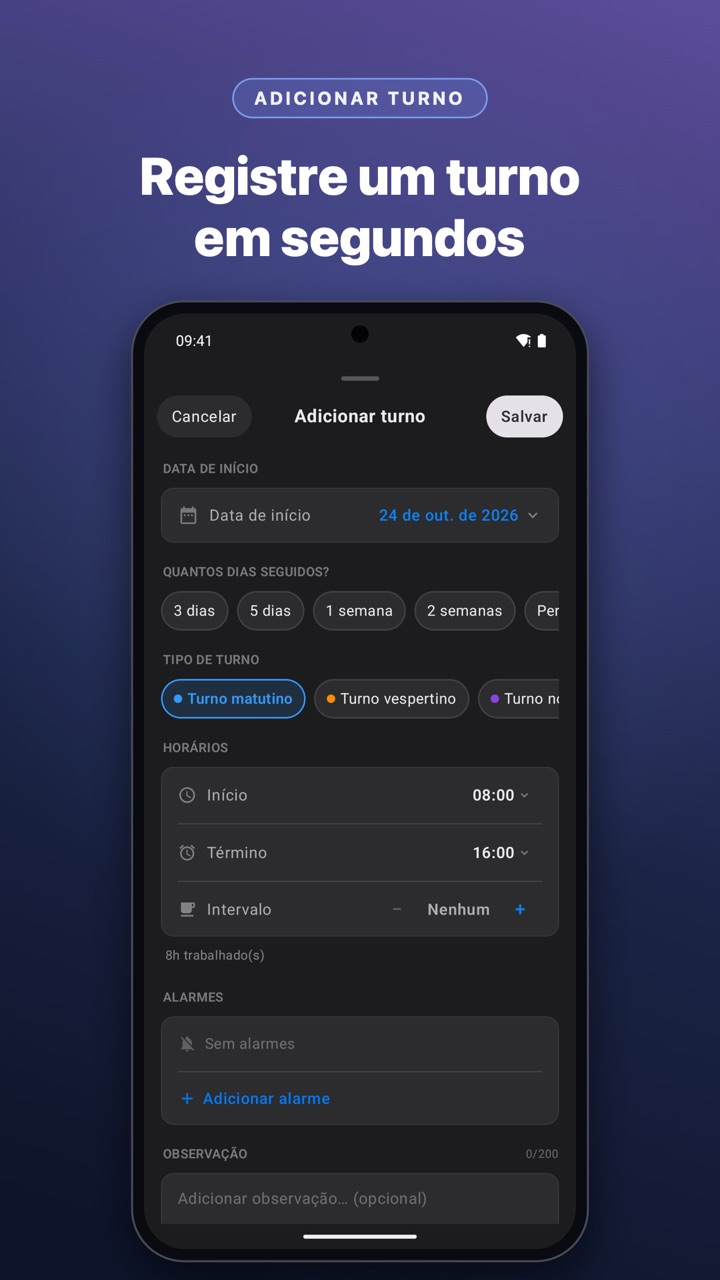 ADICIONAR TURNO
Registre um turno
em segundos
09:41
Cancelar Adicionar turno Salvar
DATA DE INÍCIO
Data de início 24 de out. de 2026
QUANTOS DIAS SEGUIDOS?
3 dias 5 dias 1 semana 2 semanas Per
TIPO DE TURNO
Turno matutino Turno vespertino Turno no
HORÁRIOS
Início 08:00
Término 16:00
Intervalo − Nenhum +
8h trabalhado(s)
ALARMES
Sem alarmes
+ Adicionar alarme
OBSERVAÇÃO 0/200
Adicionar observação... (opcional)